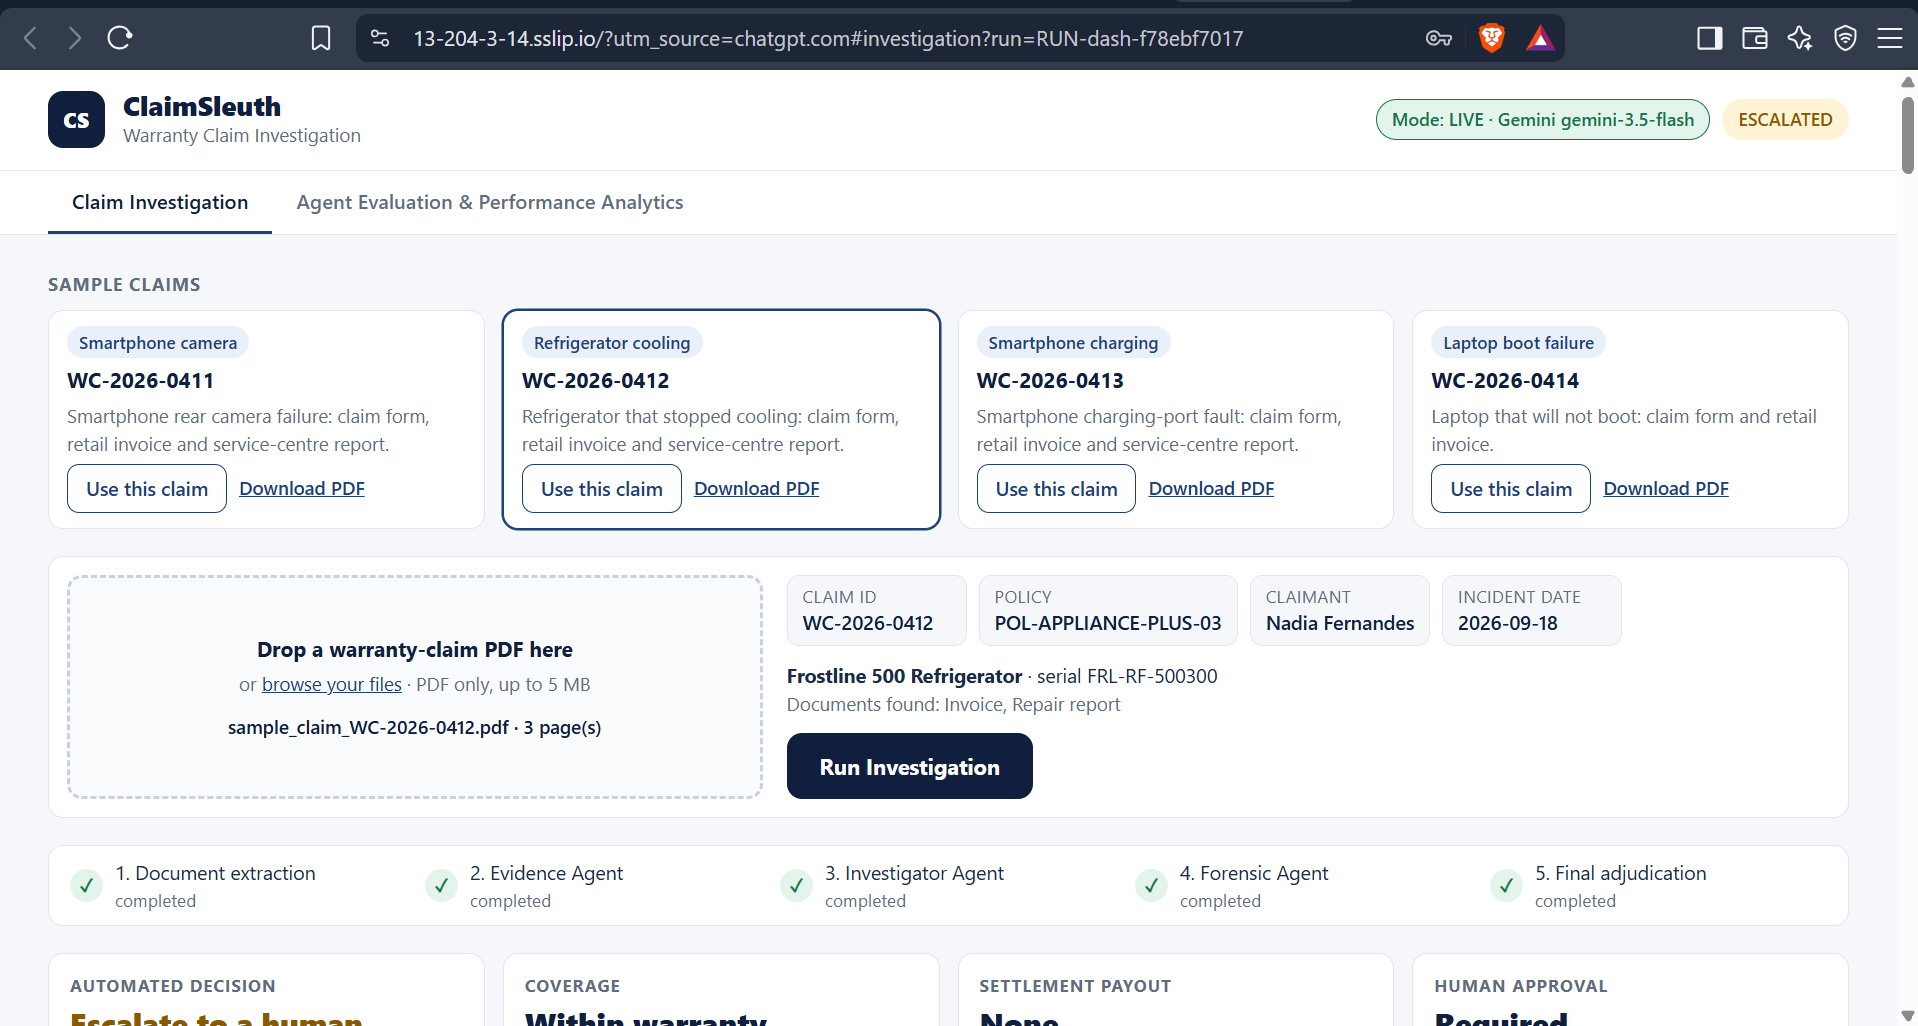 13-204-3-14.sslip.io/?utm_source=chatgpt.com#investigation?run=RUN-dash-f78ebf7017
CS
ClaimSleuth
Warranty Claim Investigation
Mode: LIVE · Gemini gemini-3.5-flash
ESCALATED
Claim Investigation
Agent Evaluation & Performance Analytics
SAMPLE CLAIMS
Smartphone camera
WC-2026-0411
Smartphone rear camera failure: claim form,
retail invoice and service-centre report.
Use this claim
Download PDF
Refrigerator cooling
WC-2026-0412
Refrigerator that stopped cooling: claim form,
retail invoice and service-centre report.
Use this claim
Download PDF
Smartphone charging
WC-2026-0413
Smartphone charging-port fault: claim form,
retail invoice and service-centre report.
Use this claim
Download PDF
Laptop boot failure
WC-2026-0414
Laptop that will not boot: claim form and retail
invoice.
Use this claim
Download PDF
Drop a warranty-claim PDF here
or browse your files · PDF only, up to 5 MB
sample_claim_WC-2026-0412.pdf · 3 page(s)
CLAIM ID
WC-2026-0412
POLICY
POL-APPLIANCE-PLUS-03
CLAIMANT
Nadia Fernandes
INCIDENT DATE
2026-09-18
Frostline 500 Refrigerator · serial FRL-RF-500300
Documents found: Invoice, Repair report
Run Investigation
1. Document extraction
completed
2. Evidence Agent
completed
3. Investigator Agent
completed
4. Forensic Agent
completed
5. Final adjudication
completed
AUTOMATED DECISION
Escalate to a human
COVERAGE
Within warranty
SETTLEMENT PAYOUT
None
HUMAN APPROVAL
Required